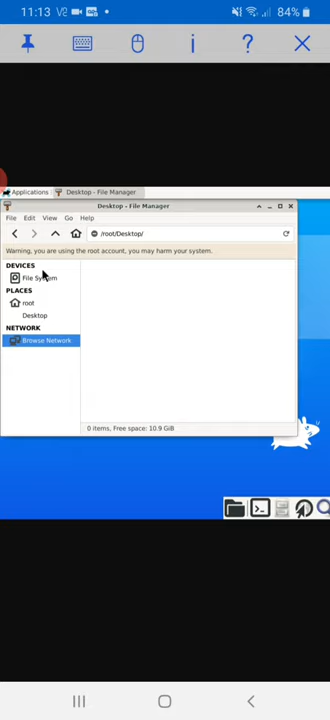 11:13
84%
Applications
Desktop - File Manager
Desktop - File Manager
File Edit View Go Help
/root/Desktop/
Warning, you are using the root account, you may harm your system.
DEVICES
File System
PLACES
root
Desktop
NETWORK
Browse Network
0 items, Free space: 10.9 GiB